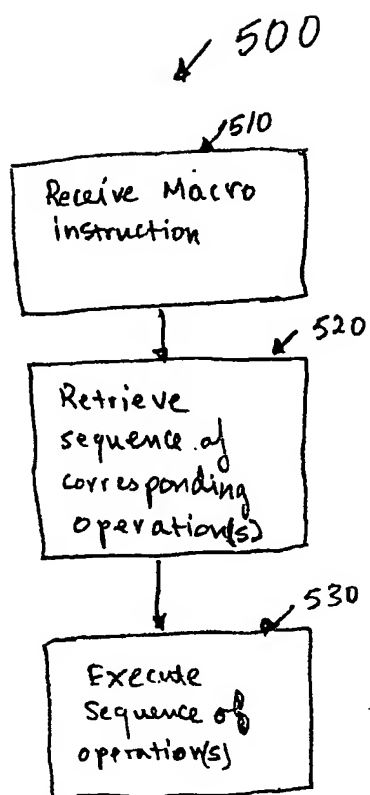 500
510
Receive Macro
instruction
520
Retrieve
sequence of
corresponding
operation(s)
530
Execute
Sequence of
operation(s)